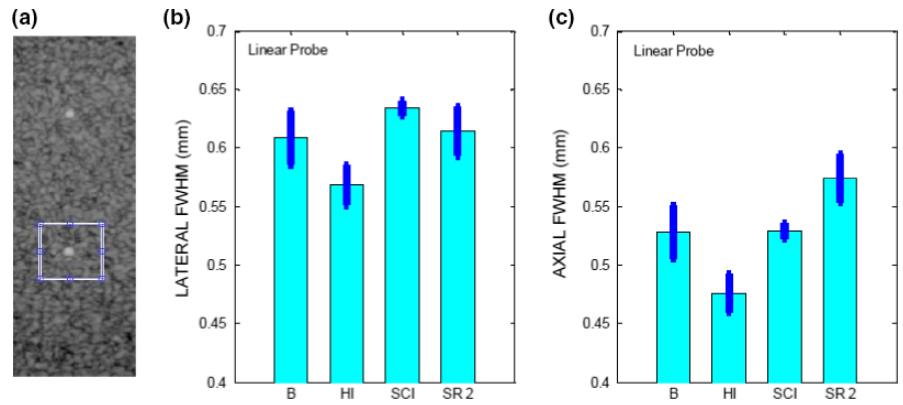 (a)
(b)
LATERAL FWHM (mm)
0.7
0.65
0.6
0.55
0.5
0.45
0.4
Linear Probe
B HI SCI SR 2
(c)
AXIAL FWHM (mm)
0.7
0.65
0.6
0.55
0.5
0.45
0.4
Linear Probe
B HI SCI SR 2